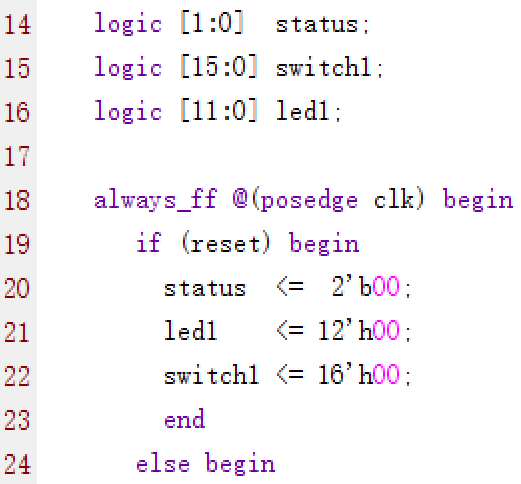 14 logic [1:0] status;
15 logic [15:0] switch1;
16 logic [11:0] led1;
17
18 always_ff @(posedge clk) begin
19 if (reset) begin
20 status <= 2'b00;
21 led1 <= 12'h00;
22 switch1 <= 16'h00;
23 end
24 else begin